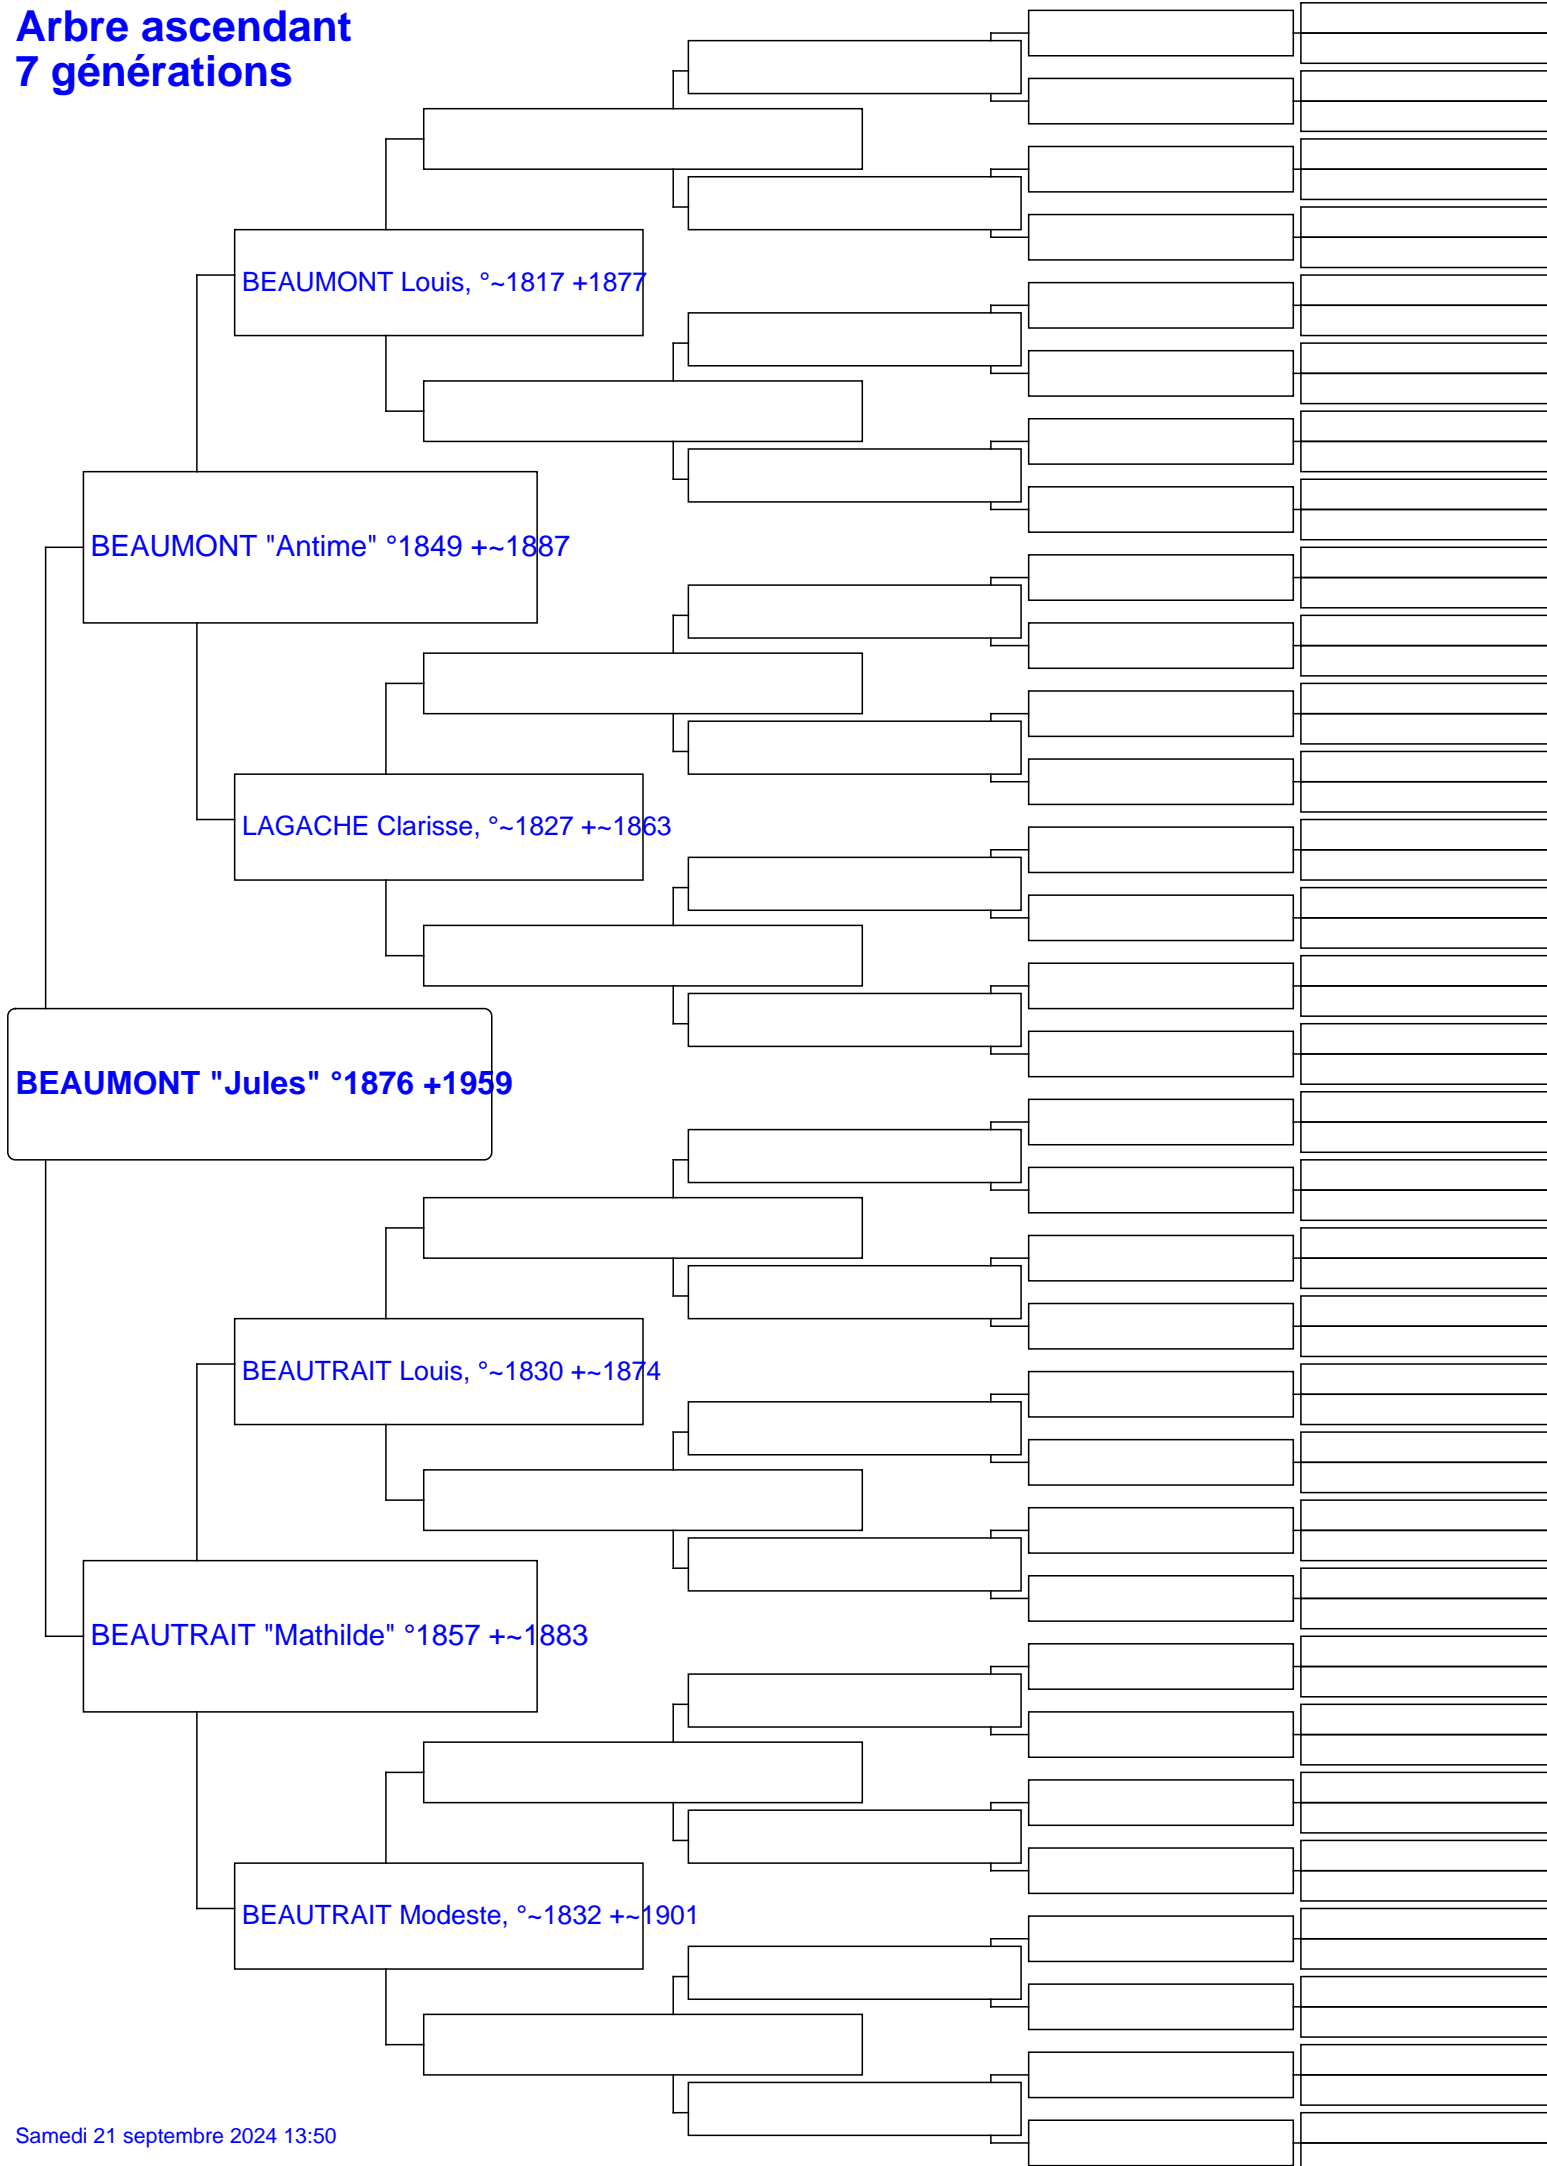 Arbre ascendant
7 générations
BEAUMONT Louis, °~1817 +1877
BEAUMONT "Antime" °1849 +~1887
LAGACHE Clarisse, °~1827 +~1863
BEAUMONT "Jules" °1876 +1959
BEAUTRAIT Louis, °~1830 +~1874
BEAUTRAIT "Mathilde" °1857 +~1883
BEAUTRAIT Modeste, °~1832 +~1901
Samedi 21 septembre 2024 13:50